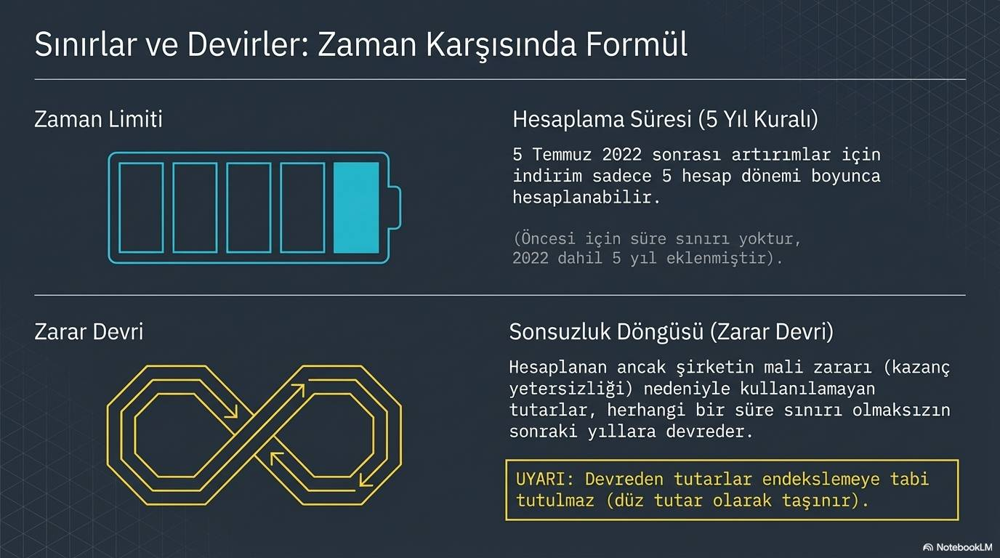 Sınırlar ve Devirler: Zaman Karşısında Formül
Zaman Limiti
Hesaplama Süresi (5 Yıl Kuralı)
5 Temmuz 2022 sonrası artırımlar için
indirim sadece 5 hesap dönemi boyunca
hesaplanabilir.
(Öncesi için süre sınırı yoktur,
2022 dahil 5 yıl eklenmiştir).
Zarar Devri
Sonsuzluk Döngüsü (Zarar Devri)
Hesaplanan ancak şirketin mali zararı (kazanç
yetersizliği) nedeniyle kullanılamayan
tutarlar, herhangi bir süre sınırı olmaksızın
sonraki yıllara devreder.
UYARI: Devreden tutarlar endekslemeye tabi
tutulmaz (düz tutar olarak taşınır).
NotebookLM